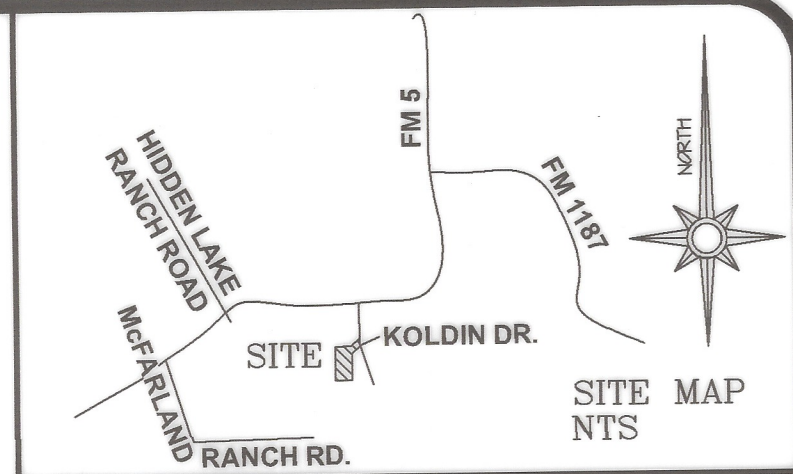 FM 5
NORTH
FM 1187
HIDDEN LAKE
RANCH ROAD
McFARLAND
RANCH RD.
SITE
KOLDIN DR.
SITE MAP
NTS